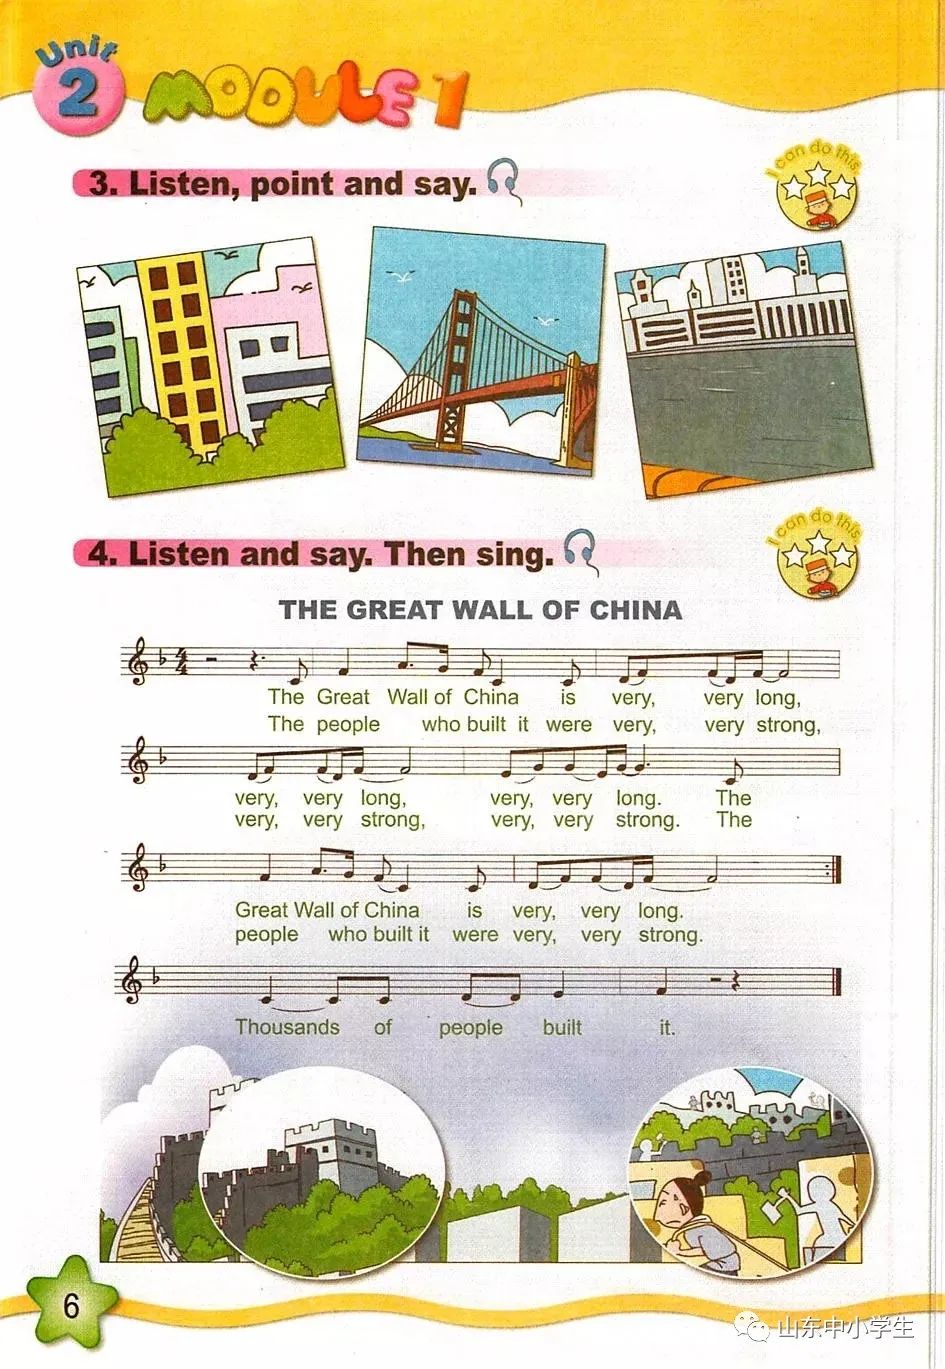 Unit
2 MODULE 1
3. Listen, point and say.
I can do this
4. Listen and say. Then sing.
I can do this
THE GREAT WALL OF CHINA
4
4
The Great Wall of China is very, very long,
The people who built it were very, very strong,
very, very long, very, very long. The
very, very strong, very, very strong. The
Great Wall of China is very, very long.
people who built it were very, very strong.
Thousands of people built it.
6
山东中小学生